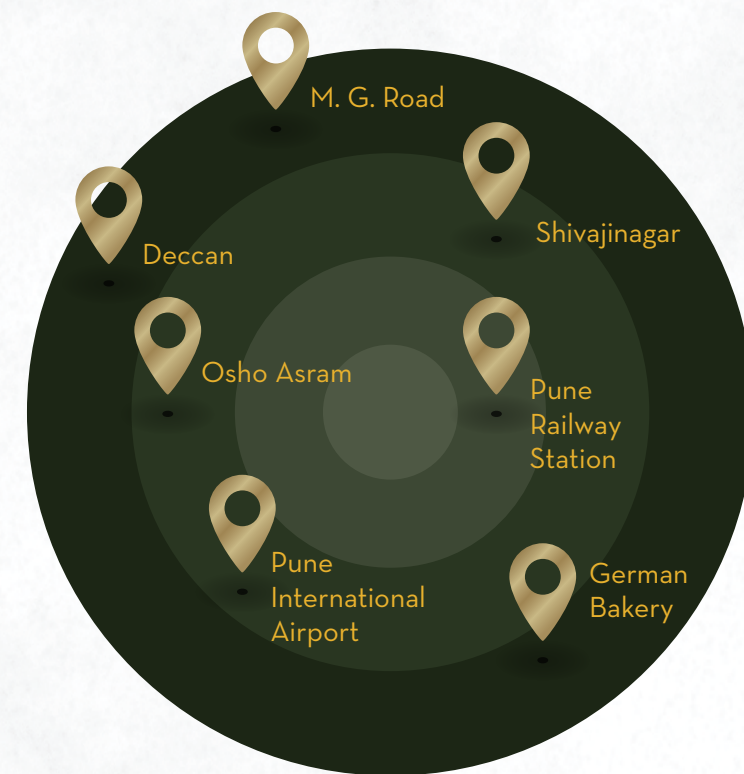 M. G. Road
Shivajinagar
Deccan
Osho Asram
Pune
Railway
Station
Pune
International
Airport
German
Bakery